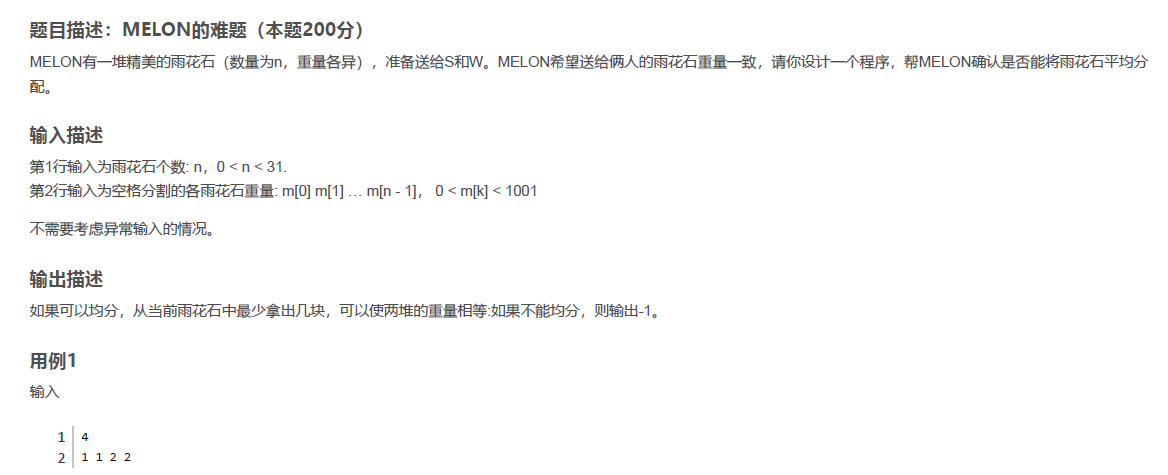 题目描述：MELON的难题（本题200分）
MELON有一堆精美的雨花石（数量为n，重量各异），准备送给S和W。MELON希望送给俩人的雨花石重量一致，请你设计一个程序，帮MELON确认是否能将雨花石平均分
配。
输入描述
第1行输入为雨花石个数: n，0 < n < 31.
第2行输入为空格分割的各雨花石重量: m[0] m[1] … m[n - 1]， 0 < m[k] < 1001
不需要考虑异常输入的情况。
输出描述
如果可以均分，从当前雨花石中最少拿出几块，可以使两堆的重量相等:如果不能均分，则输出-1。
用例1
输入
1 4
2 1 1 2 2